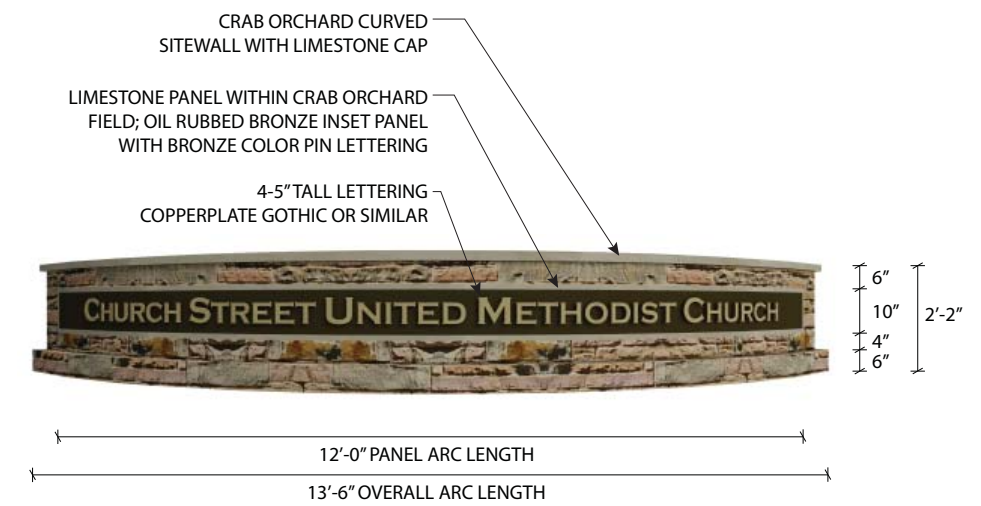 CRAB ORCHARD CURVED
SITEWALL WITH LIMESTONE CAP
LIMESTONE PANEL WITHIN CRAB ORCHARD
FIELD; OIL RUBBED BRONZE INSET PANEL
WITH BRONZE COLOR PIN LETTERING
4-5” TALL LETTERING
COPPERPLATE GOTHIC OR SIMILAR
CHURCH STREET UNITED METHODIST CHURCH
6”
10”
4”
6”
2’-2”
12’-0” PANEL ARC LENGTH
13’-6” OVERALL ARC LENGTH